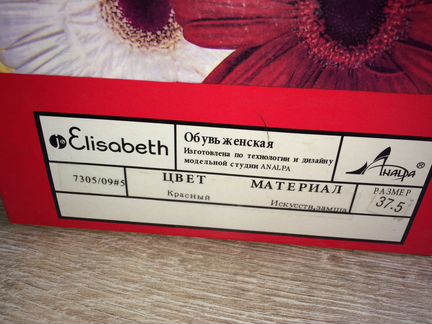 Elisabeth
Обувь женская
Изготовлена по технологии и дизайну
модельной студии ANALPA
ANALPA ®
7305/09#5
ЦВЕТ МАТЕРИАЛ РАЗМЕР
Красный Искусств,замша 37.5